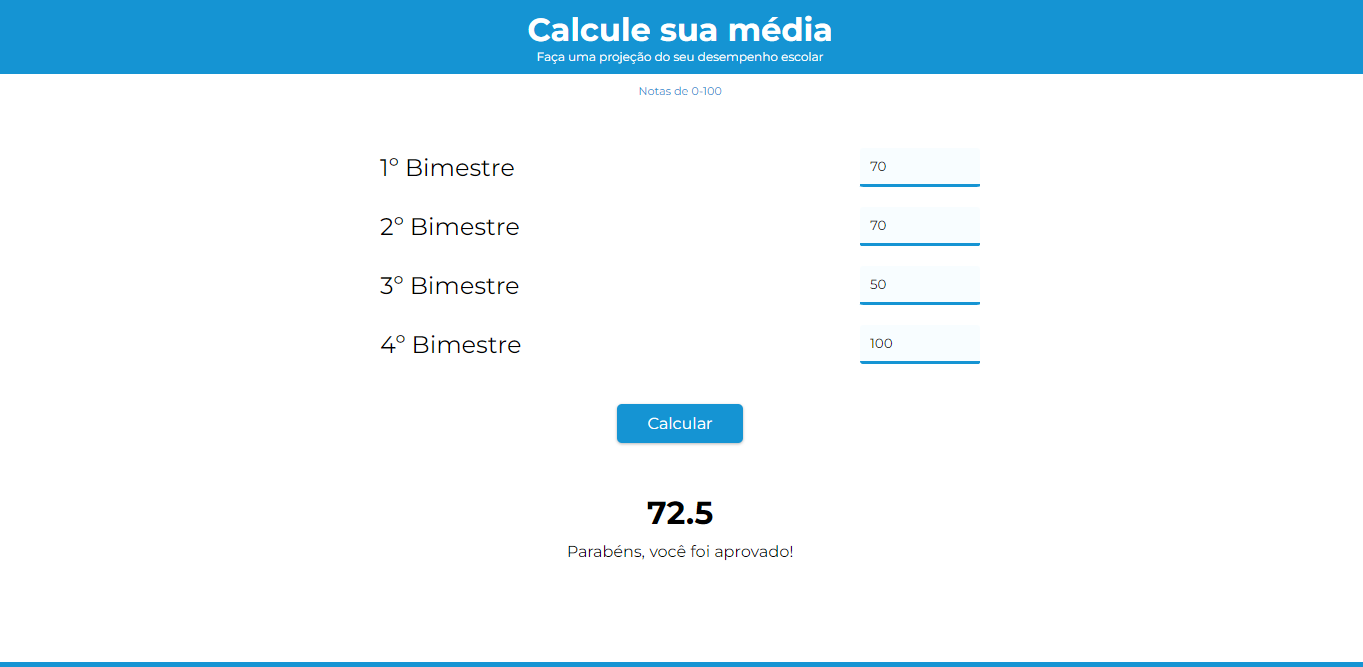 Calcule sua média
Faça uma projeção do seu desempenho escolar
Notas de 0-100
1º Bimestre 70
2º Bimestre 70
3º Bimestre 50
4º Bimestre 100
Calcular
72.5
Parabéns, você foi aprovado!